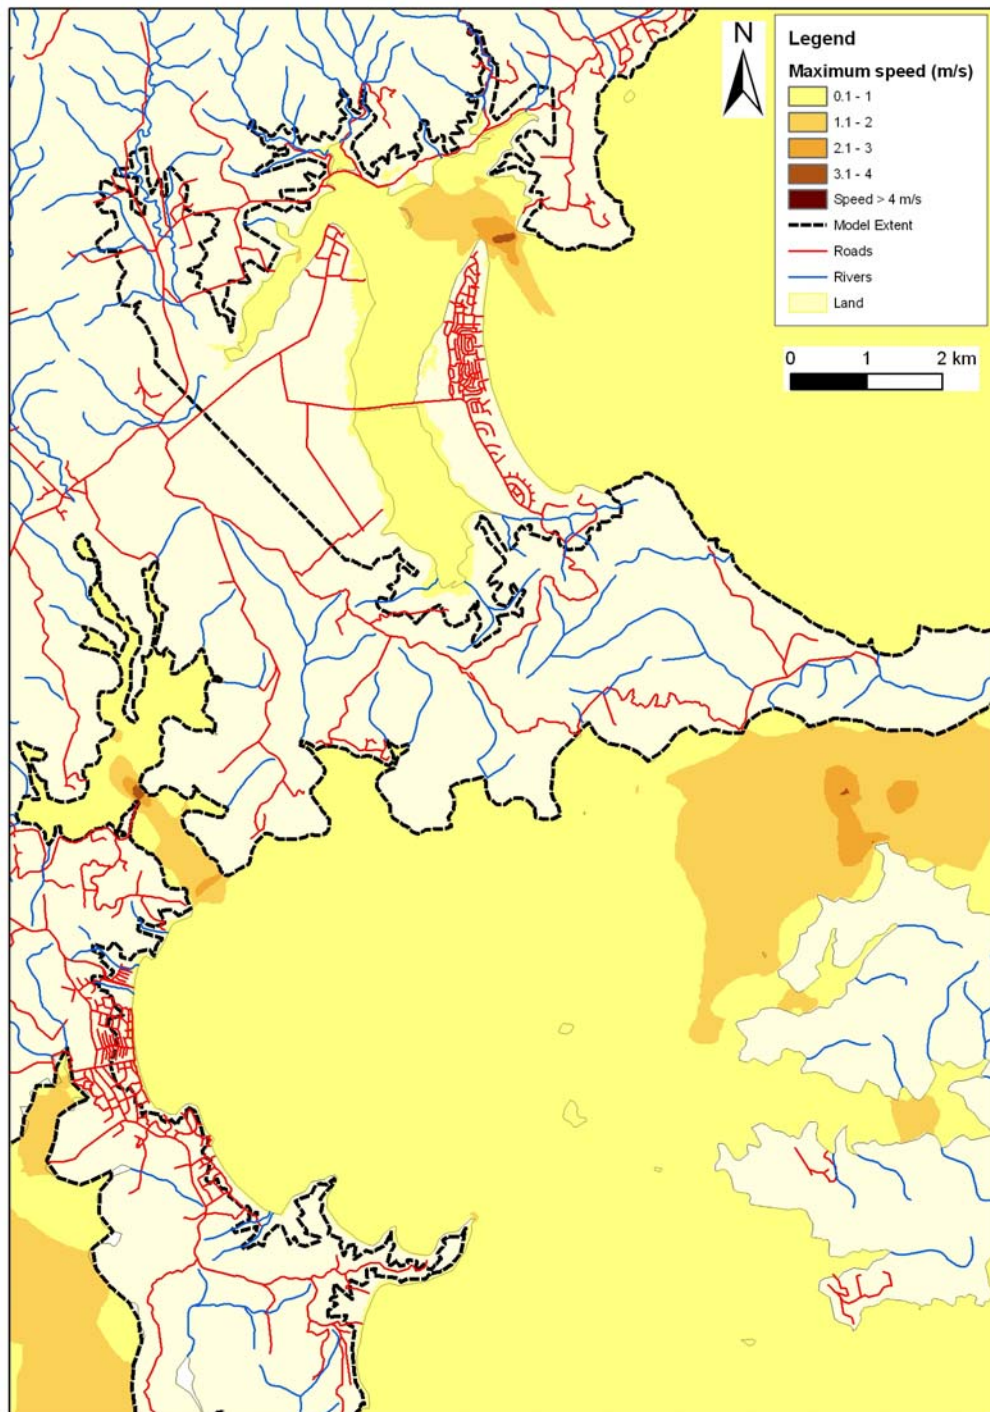 N
Legend
Maximum speed (m/s)
0.1 - 1
1.1 - 2
2.1 - 3
3.1 - 4
Speed > 4 m/s
Model Extent
Roads
Rivers
Land
0 1 2 km